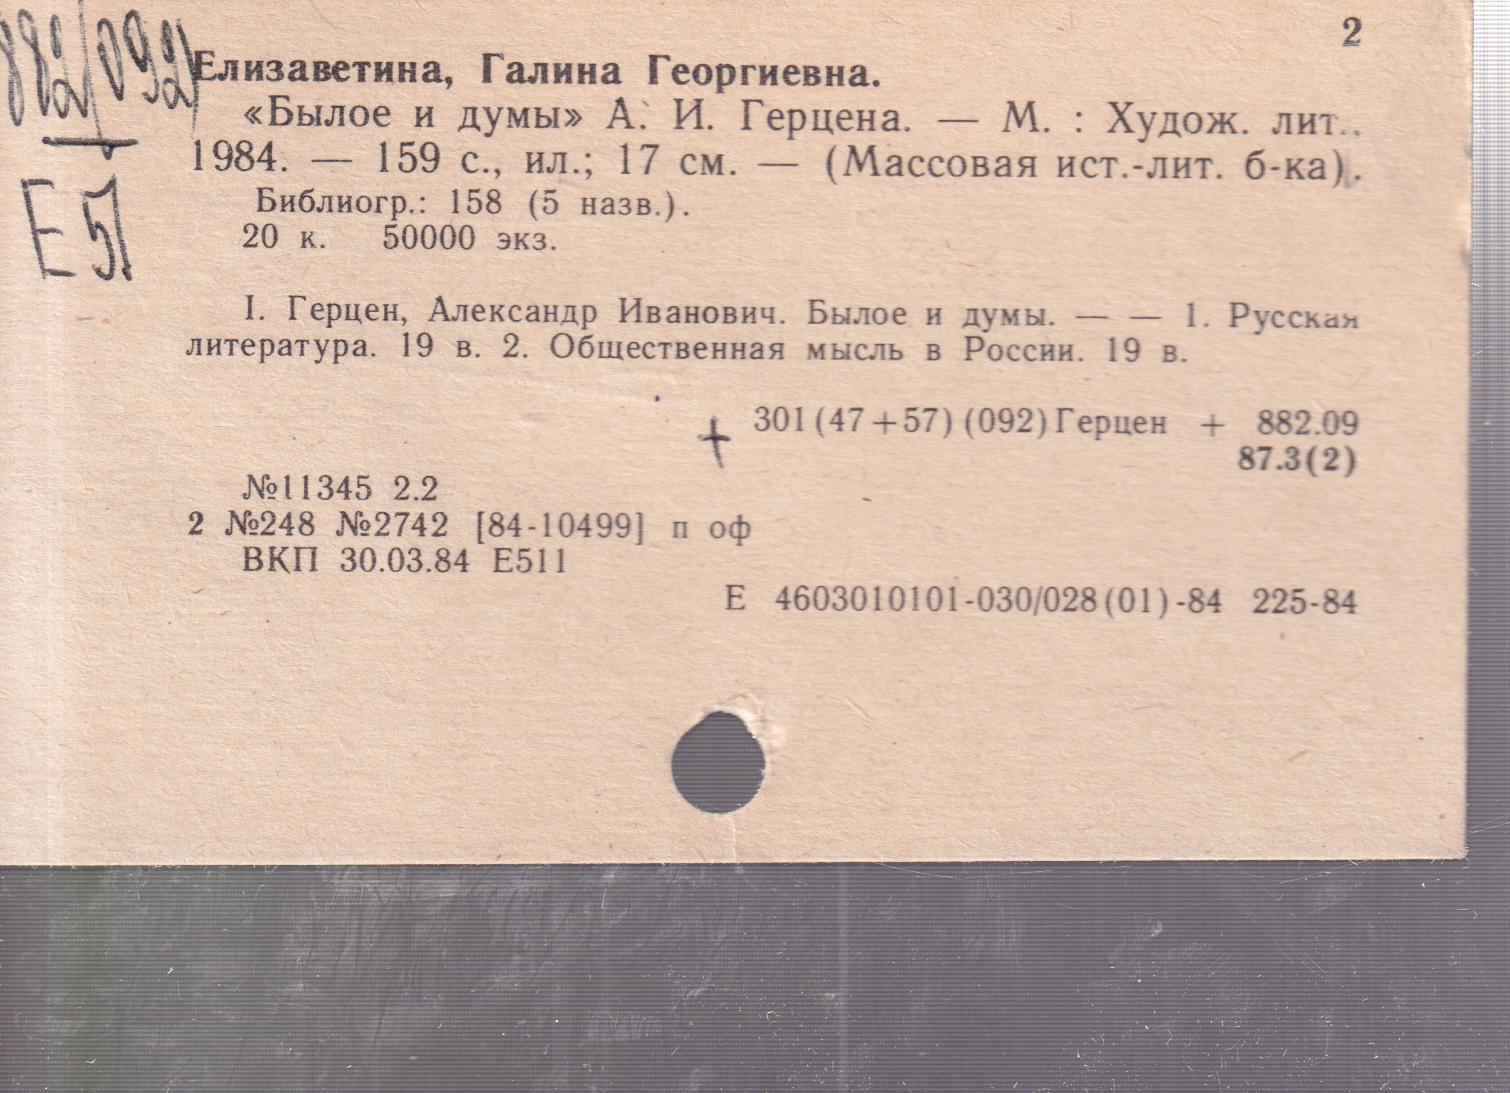 2
882/092
Е51
Елизаветина, Галина Георгиевна.
«Былое и думы» А. И. Герцена. — М. : Худож. лит..
1984. — 159 с., ил.; 17 см. — (Массовая ист.-лит. б-ка).
Библиогр.: 158 (5 назв.).
20 к. 50000 экз.
I. Герцен, Александр Иванович. Былое и думы. — — 1. Русская
литература. 19 в. 2. Общественная мысль в России. 19 в.
+ 301(47+57)(092)Герцен + 882.09
87.3(2)
№11345 2.2
2 №248 №2742 [84-10499] п оф
ВКП 30.03.84 Е511
Е 4603010101-030/028(01)-84 225-84